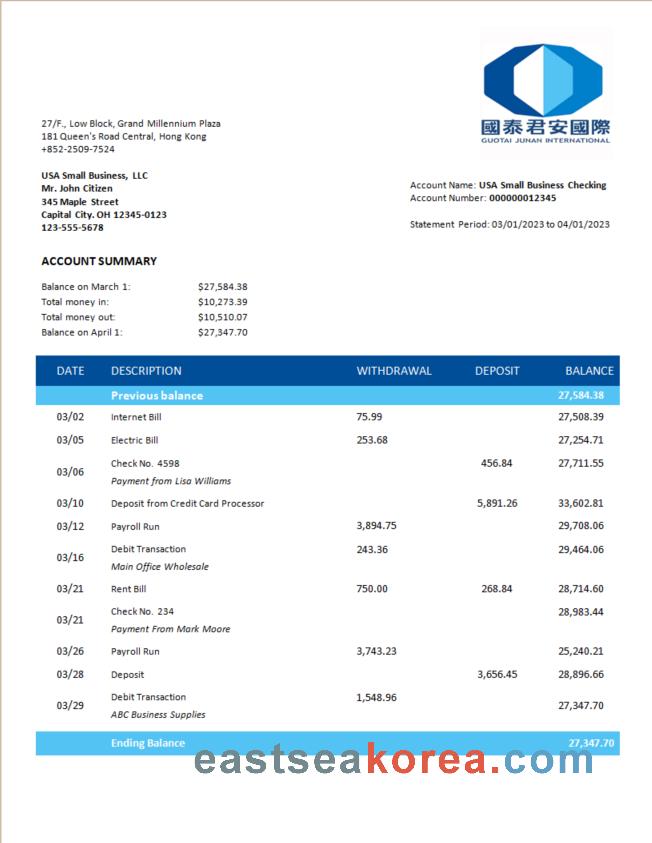 國泰君安國際
GUOTAI JUNAN INTERNATIONAL
27/F., Low Block, Grand Millennium Plaza
181 Queen's Road Central, Hong Kong
+852-2509-7524
USA Small Business, LLC
Mr. John Citizen
345 Maple Street
Capital City. OH 12345-0123
123-555-5678
Account Name: USA Small Business Checking
Account Number: 000000012345
Statement Period: 03/01/2023 to 04/01/2023
ACCOUNT SUMMARY
Balance on March 1: $27,584.38
Total money in: $10,273.39
Total money out: $10,510.07
Balance on April 1: $27,347.70
DATE DESCRIPTION WITHDRAWAL DEPOSIT BALANCE
Previous balance 27,584.38
03/02 Internet Bill 75.99 27,508.39
03/05 Electric Bill 253.68 27,254.71
03/06 Check No. 4598 456.84 27,711.55
Payment from Lisa Williams
03/10 Deposit from Credit Card Processor 5,891.26 33,602.81
03/12 Payroll Run 3,894.75 29,708.06
03/16 Debit Transaction 243.36 29,464.06
Main Office Wholesale
03/21 Rent Bill 750.00 268.84 28,714.60
03/21 Check No. 234 28,983.44
Payment From Mark Moore
03/26 Payroll Run 3,743.23 25,240.21
03/28 Deposit 3,656.45 28,896.66
03/29 Debit Transaction 1,548.96 27,347.70
ABC Business Supplies
Ending Balance 27,347.70
eastseakorea.com